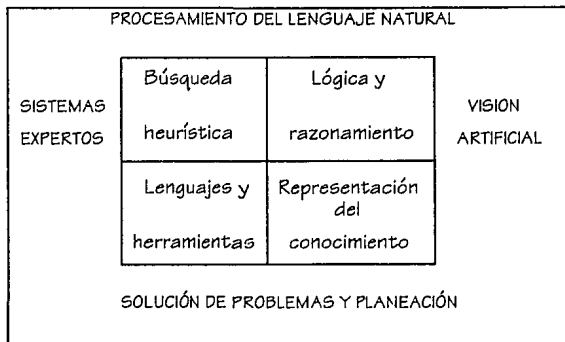 PROCESAMIENTO DEL LENGUAJE NATURAL
SISTEMAS
EXPERTOS
Búsqueda
heurística
Lógica y
razonamiento
VISION
ARTIFICIAL
Lenguajes y
herramientas
Representación
del
conocimiento
SOLUCIÓN DE PROBLEMAS Y PLANEACIÓN